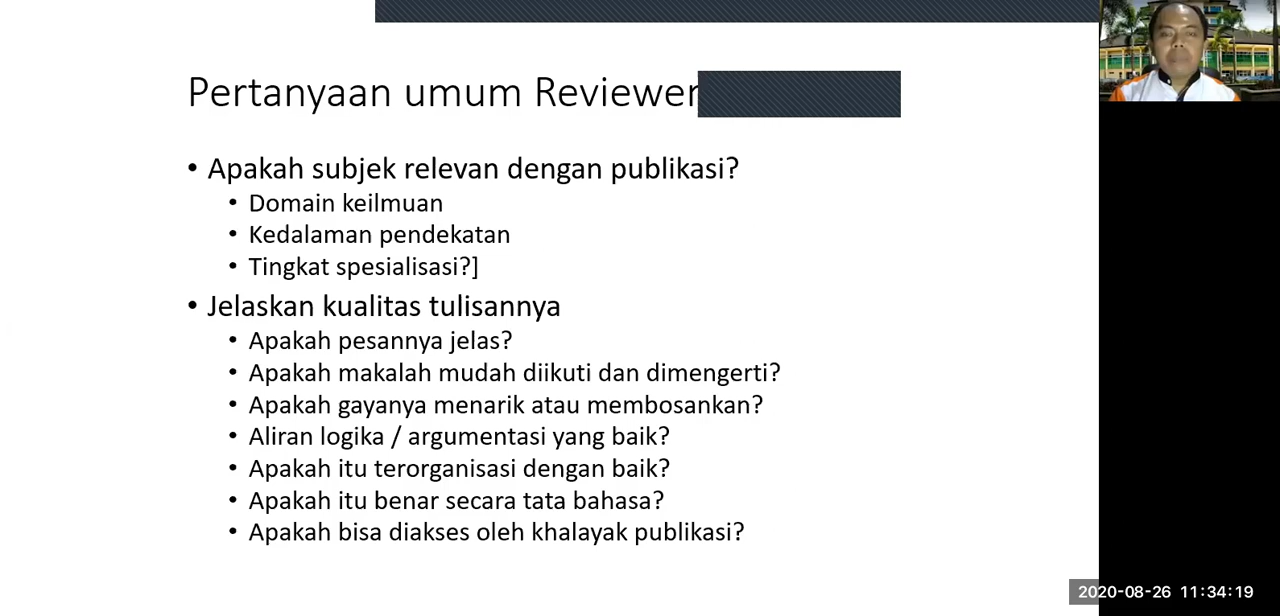 Pertanyaan umum Reviewer
• Apakah subjek relevan dengan publikasi?
• Domain keilmuan
• Kedalaman pendekatan
• Tingkat spesialisasi?]
• Jelaskan kualitas tulisannya
• Apakah pesannya jelas?
• Apakah makalah mudah diikuti dan dimengerti?
• Apakah gayanya menarik atau membosankan?
• Aliran logika / argumentasi yang baik?
• Apakah itu terorganisasi dengan baik?
• Apakah itu benar secara tata bahasa?
• Apakah bisa diakses oleh khalayak publikasi?
2020-08-26 11:34:19